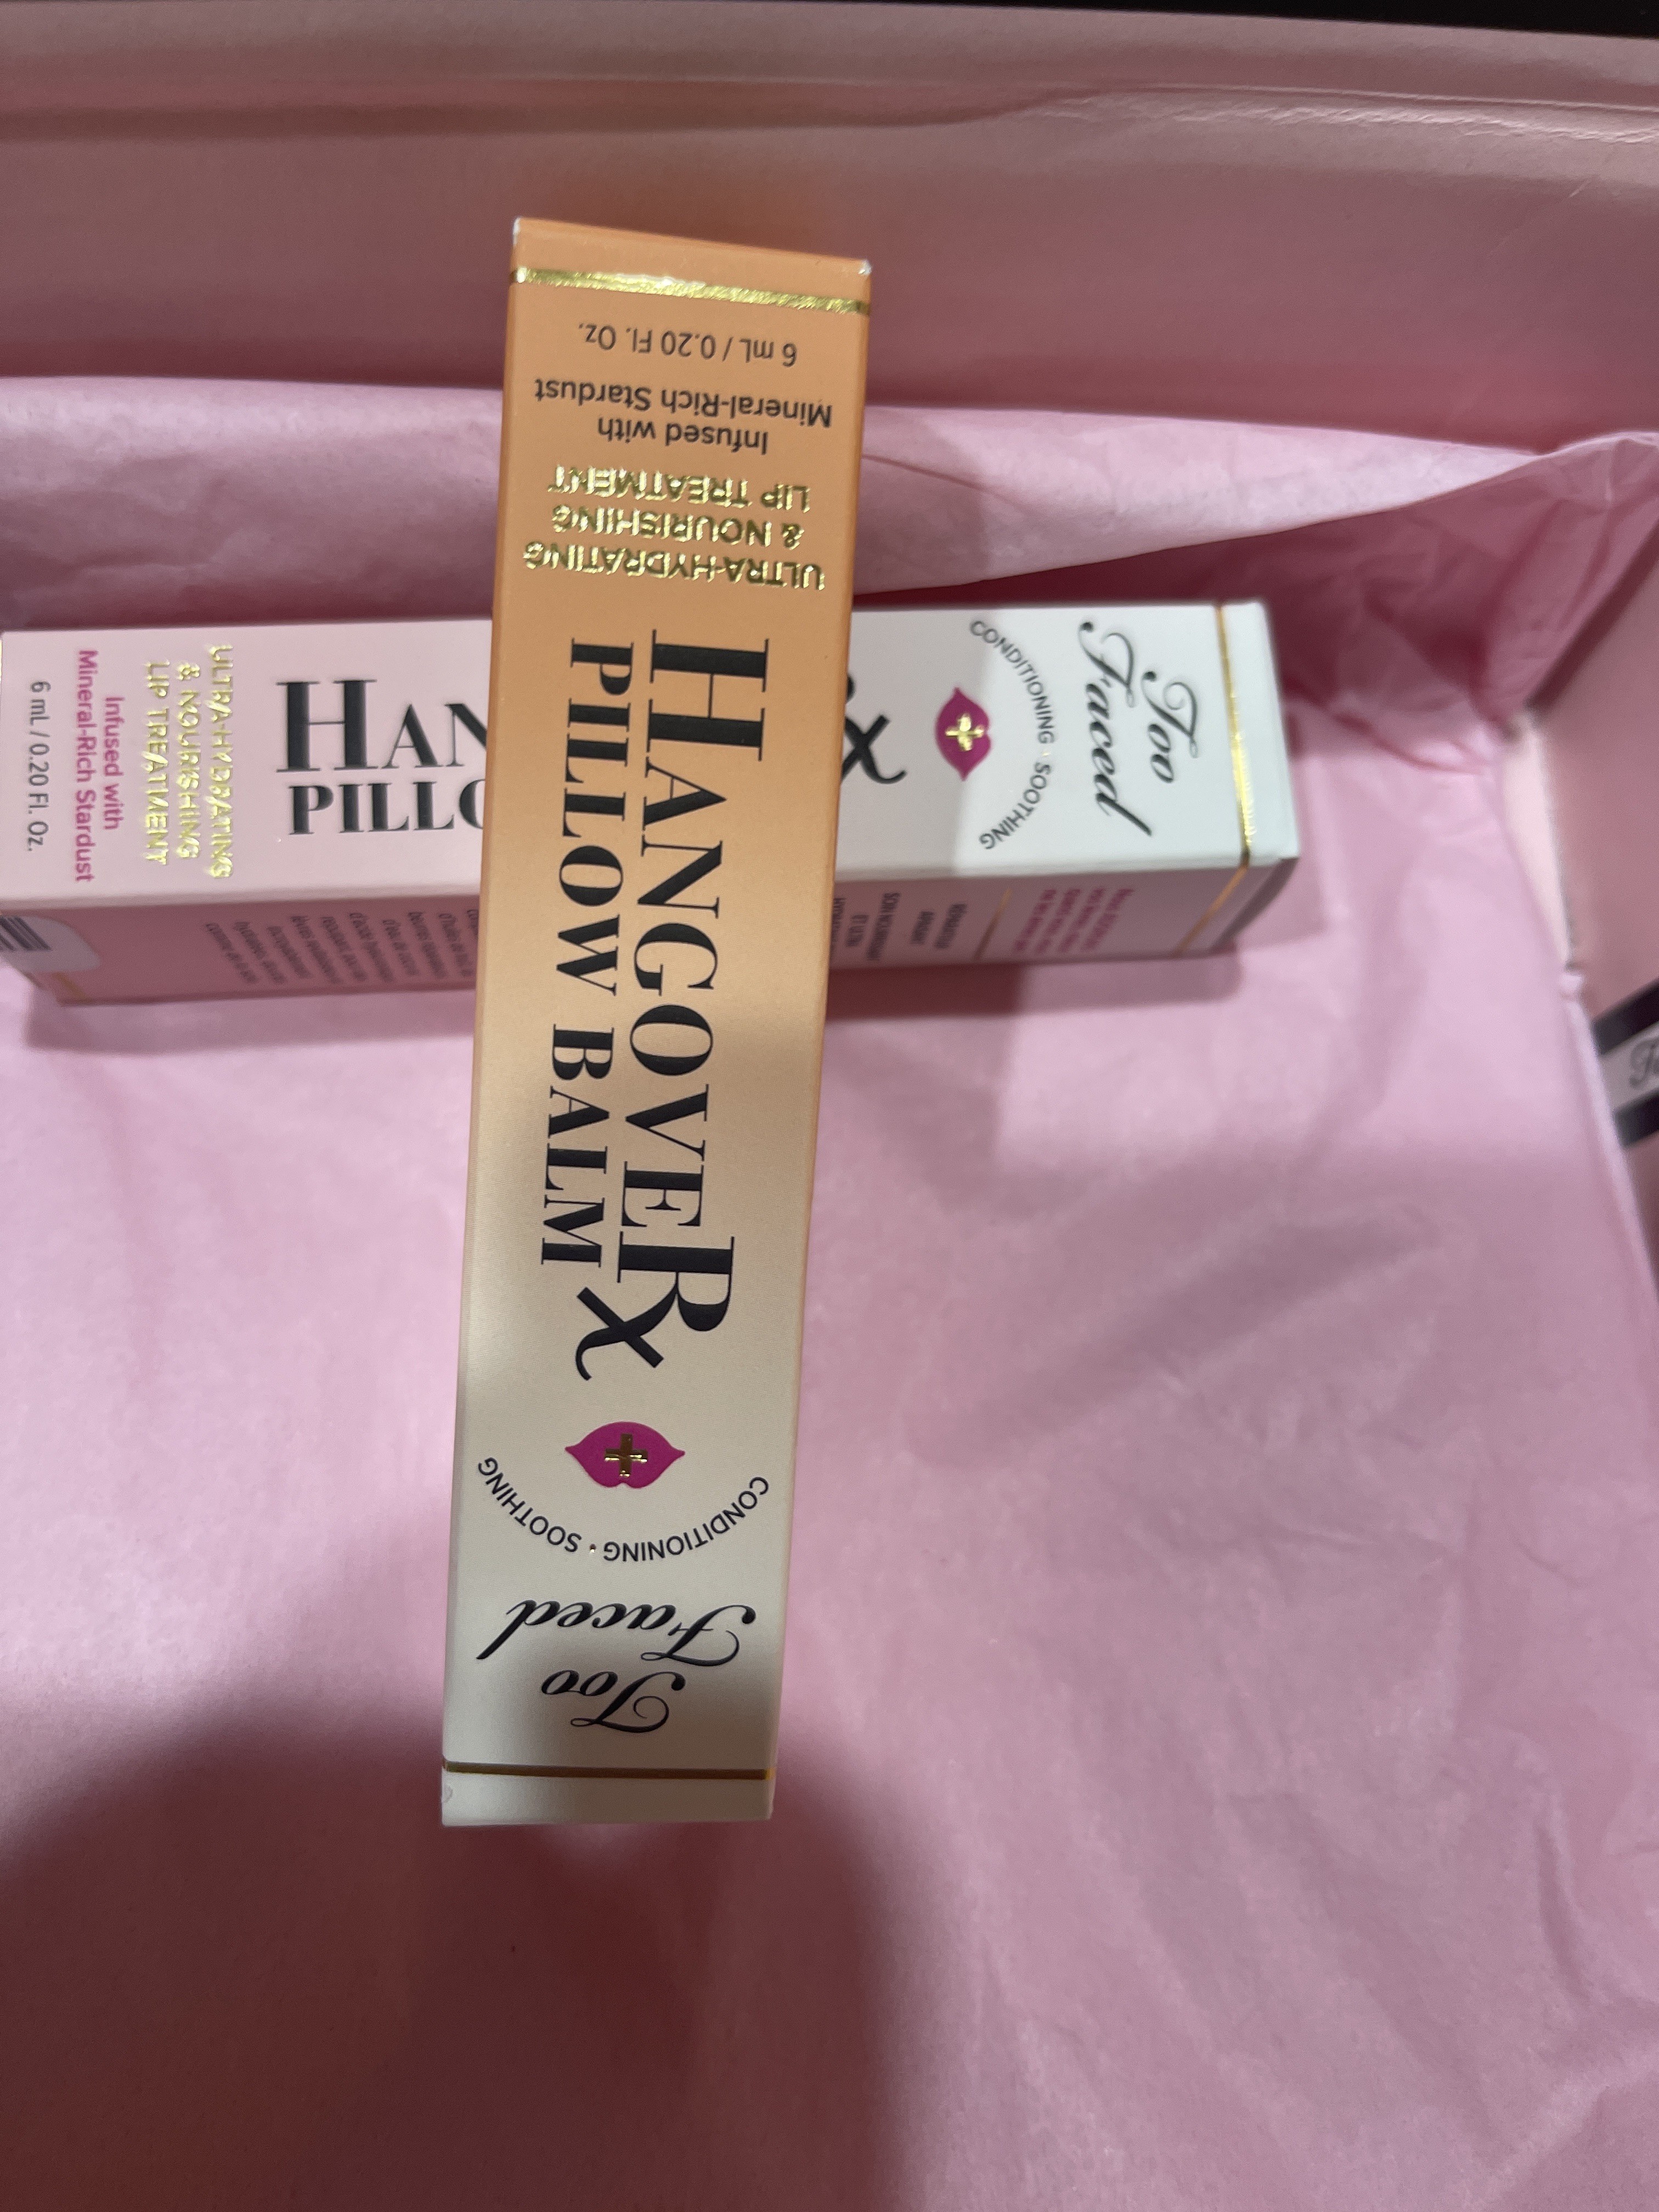 Too
Faced
CONDITIONING · SOOTHING
HANGOVERx
PILLOW BALM
ULTRA-HYDRATING
& NOURISHING
LIP TREATMENT
Infused with
Mineral-Rich Stardust
6 mL / 0.20 Fl. Oz.
Too
Faced
CONDITIONING · SOOTHING
HAN
PILLO
x
ULTRA-HYDRATING
& NOURISHING
LIP TREATMENT
Infused with
Mineral-Rich Stardust
6 mL / 0.20 Fl. Oz.